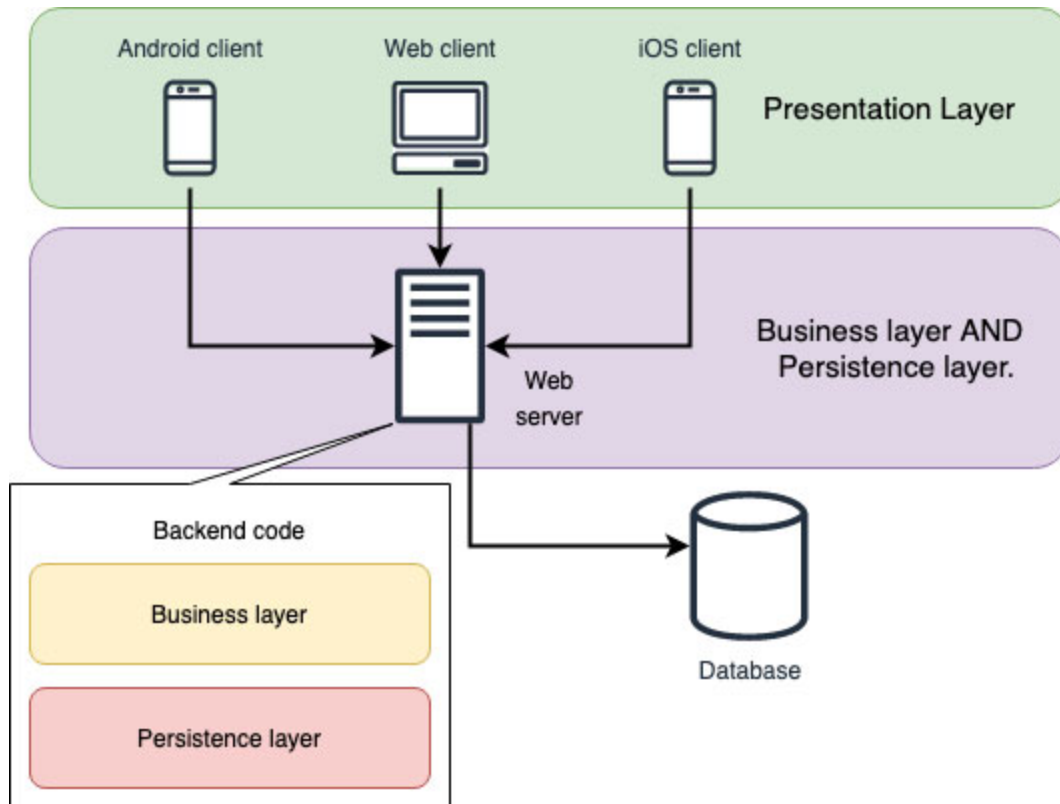 Android client
Web client
iOS client
Presentation Layer
Business layer AND
Persistence layer.
Web
server
Backend code
Business layer
Persistence layer
Database